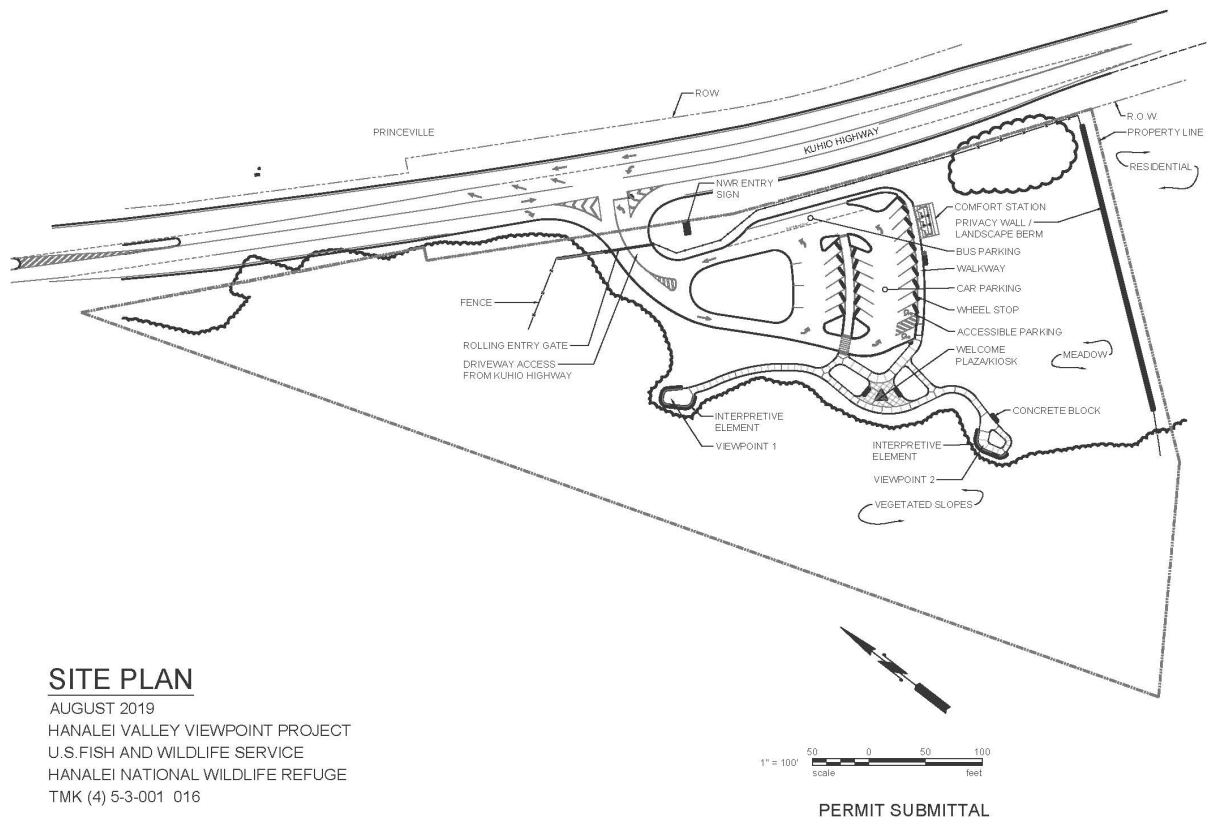 ROW
PRINCEVILLE
KUHIO HIGHWAY
R.O.W.
PROPERTY LINE
RESIDENTIAL
NWR ENTRY
SIGN
COMFORT STATION
PRIVACY WALL /
LANDSCAPE BERM
BUS PARKING
WALKWAY
CAR PARKING
WHEEL STOP
ACCESSIBLE PARKING
WELCOME
PLAZA/KIOSK
MEADOW
FENCE
ROLLING ENTRY GATE
DRIVEWAY ACCESS
FROM KUHIO HIGHWAY
INTERPRETIVE
ELEMENT
VIEWPOINT 1
CONCRETE BLOCK
INTERPRETIVE
ELEMENT
VIEWPOINT 2
VEGETATED SLOPES
SITE PLAN
AUGUST 2019
HANALEI VALLEY VIEWPOINT PROJECT
U.S.FISH AND WILDLIFE SERVICE
HANALEI NATIONAL WILDLIFE REFUGE
TMK (4) 5-3-001 016
50 0 50 100
1" = 100'
scale feet
PERMIT SUBMITTAL